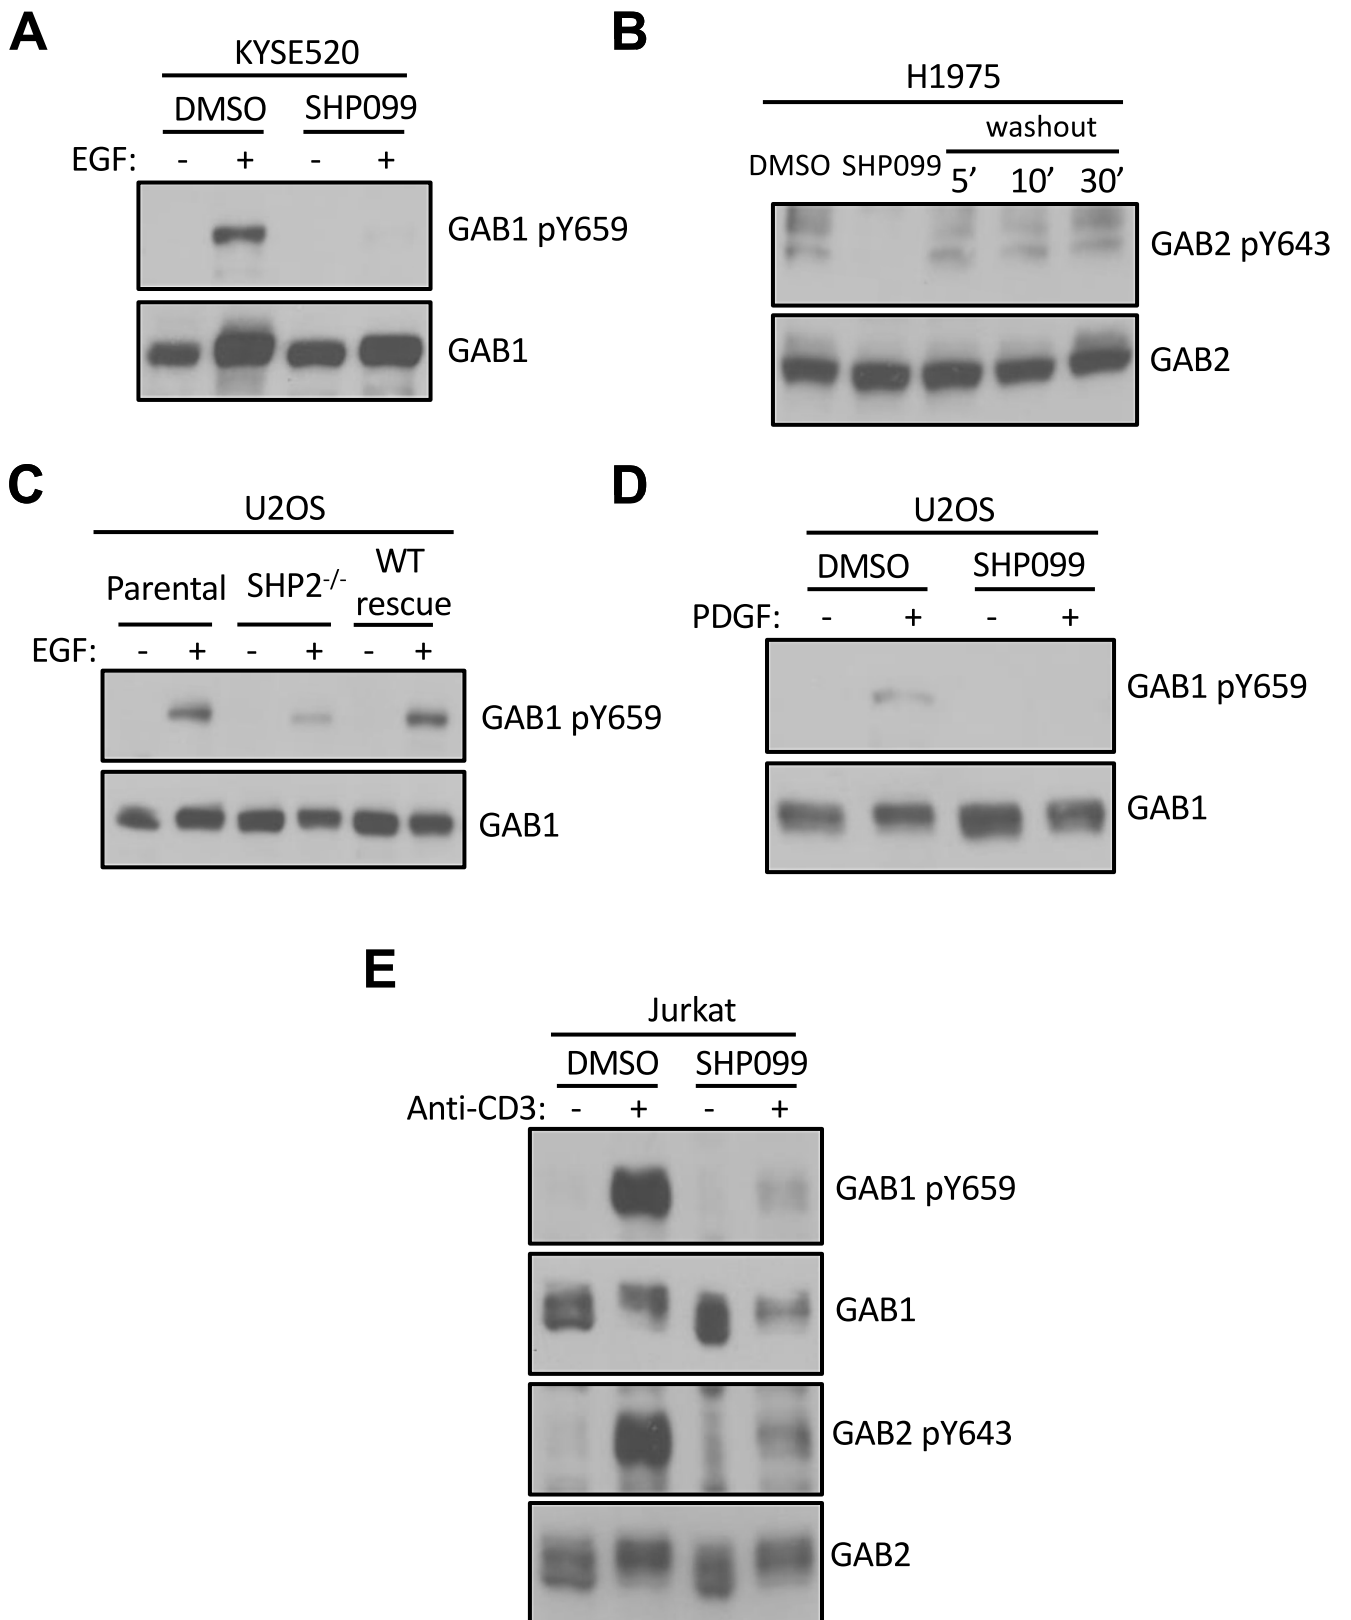 A
KYSE520
DMSO SHP099
EGF: - + - +
GAB1 pY659
GAB1
B
H1975
washout
DMSO SHP099 5’ 10’ 30’
GAB2 pY643
GAB2
C
U2OS
Parental SHP2-/- WT rescue
EGF: - + - + - +
GAB1 pY659
GAB1
D
U2OS
DMSO SHP099
PDGF: - + - +
GAB1 pY659
GAB1
E
Jurkat
DMSO SHP099
Anti-CD3: - + - +
GAB1 pY659
GAB1
GAB2 pY643
GAB2